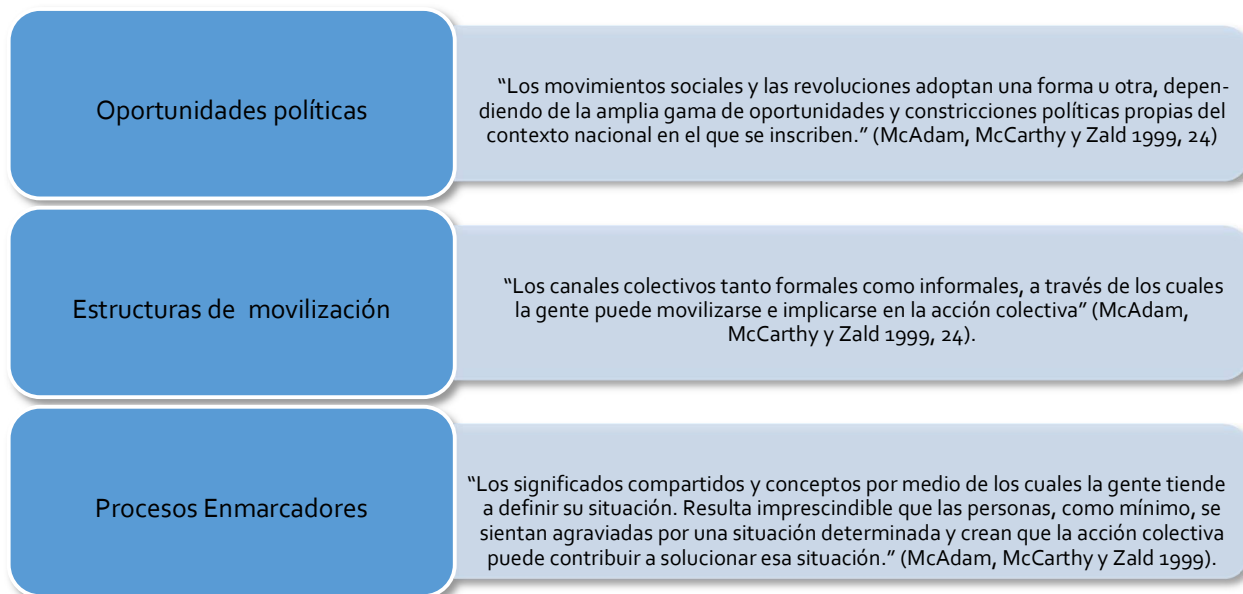 Oportunidades políticas
“Los movimientos sociales y las revoluciones adoptan una forma u otra, depen-
diendo de la amplia gama de oportunidades y constricciones políticas propias del
contexto nacional en el que se inscriben.” (McAdam, McCarthy y Zald 1999, 24)
Estructuras de movilización
“Los canales colectivos tanto formales como informales, a través de los cuales
la gente puede movilizarse e implicarse en la acción colectiva” (McAdam,
McCarthy y Zald 1999, 24).
Procesos Enmarcadores
“Los significados compartidos y conceptos por medio de los cuales la gente tiende
a definir su situación. Resulta imprescindible que las personas, como mínimo, se
sientan agraviadas por una situación determinada y crean que la acción colectiva
puede contribuir a solucionar esa situación.” (McAdam, McCarthy y Zald 1999).